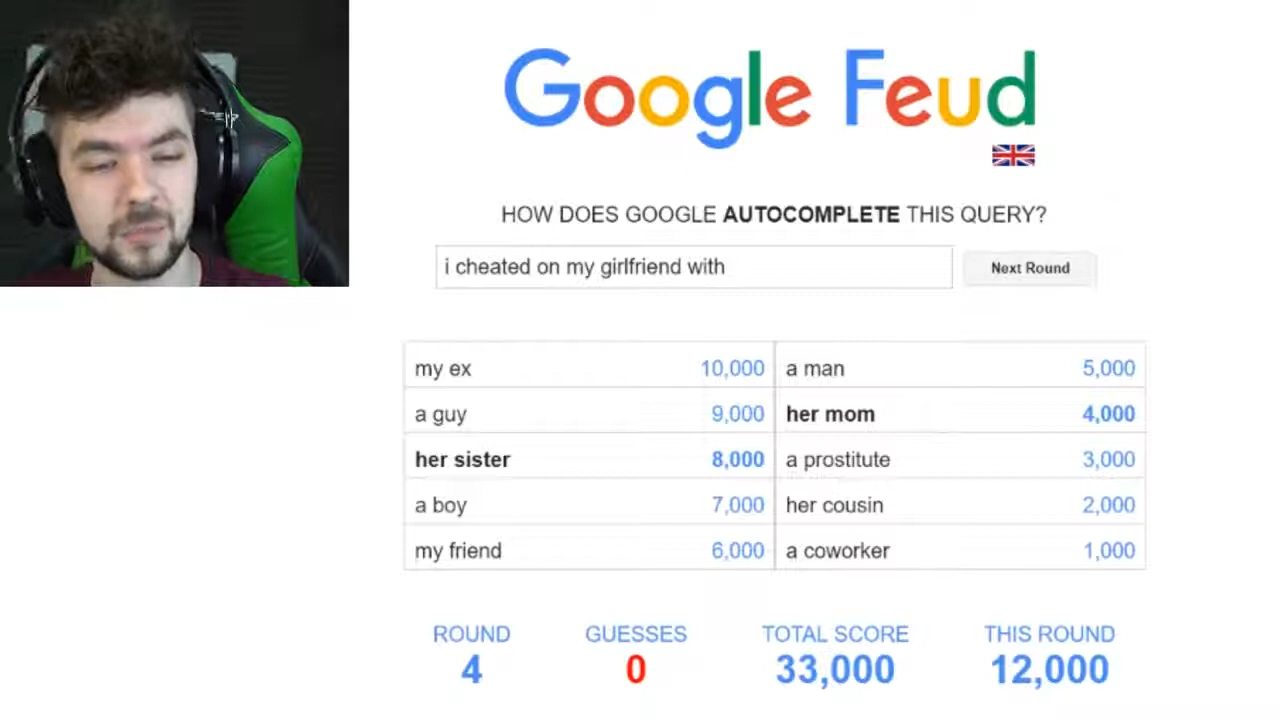 Google Feud
HOW DOES GOOGLE AUTOCOMPLETE THIS QUERY?
i cheated on my girlfriend with
Next Round
my ex 10,000 a man 5,000
a guy 9,000 her mom 4,000
her sister 8,000 a prostitute 3,000
a boy 7,000 her cousin 2,000
my friend 6,000 a coworker 1,000
ROUND GUESSES TOTAL SCORE THIS ROUND
4 0 33,000 12,000